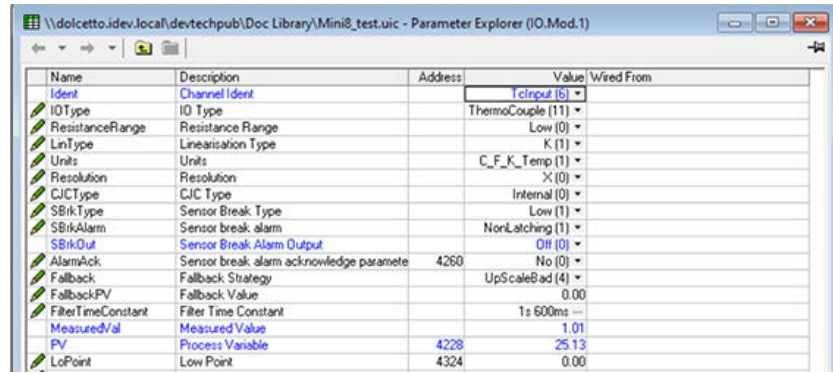 \\dolcetto.idev.local\devtechpub\Doc Library\Mini8_test.uic - Parameter Explorer (IO.Mod.1)
Name Description Address Value Wired From
Ident Channel Ident TcInput (6)
IOType IO Type ThermoCouple (11)
ResistanceRange Resistance Range Low (0)
LinType Linearisation Type K (1)
Units Units C_F_K_Temp (1)
Resolution Resolution X (0)
CJCType CJC Type Internal (0)
SBrkType Sensor Break Type Low (1)
SBrkAlarm Sensor break alarm NonLatching (1)
SBrkOut Sensor Break Alarm Output Off (0)
AlarmAck Sensor break alarm acknowledge paramete 4260 No (0)
Fallback Fallback Strategy UpScaleBad (4)
FallbackPV Fallback Value 0.00
FilterTimeConstant Filter Time Constant 1s 600ms ...
MeasuredVal Measured Value 1.01
PV Process Variable 4228 25.13
LoPoint Low Point 4324 0.00